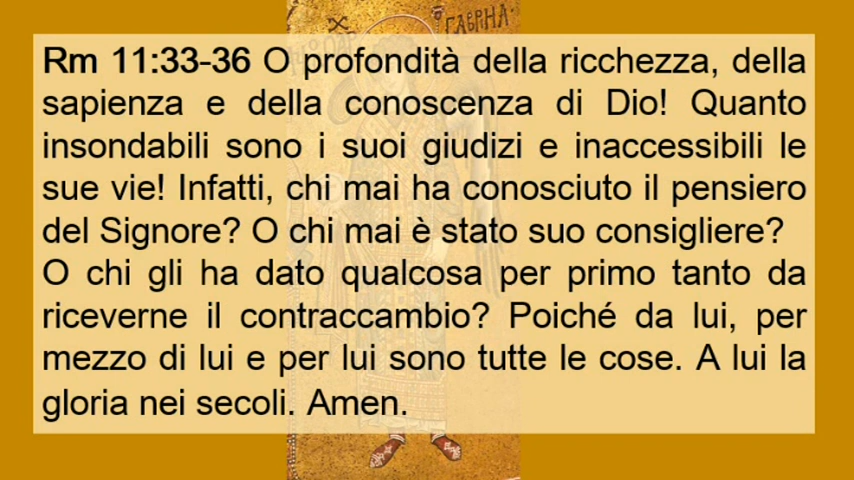 ΓΑΒΡΗΛ
Rm 11:33-36 O profondità della ricchezza, della
sapienza e della conoscenza di Dio! Quanto
insondabili sono i suoi giudizi e inaccessibili le
sue vie! Infatti, chi mai ha conosciuto il pensiero
del Signore? O chi mai è stato suo consigliere?
O chi gli ha dato qualcosa per primo tanto da
riceverne il contraccambio? Poiché da lui, per
mezzo di lui e per lui sono tutte le cose. A lui la
gloria nei secoli. Amen.